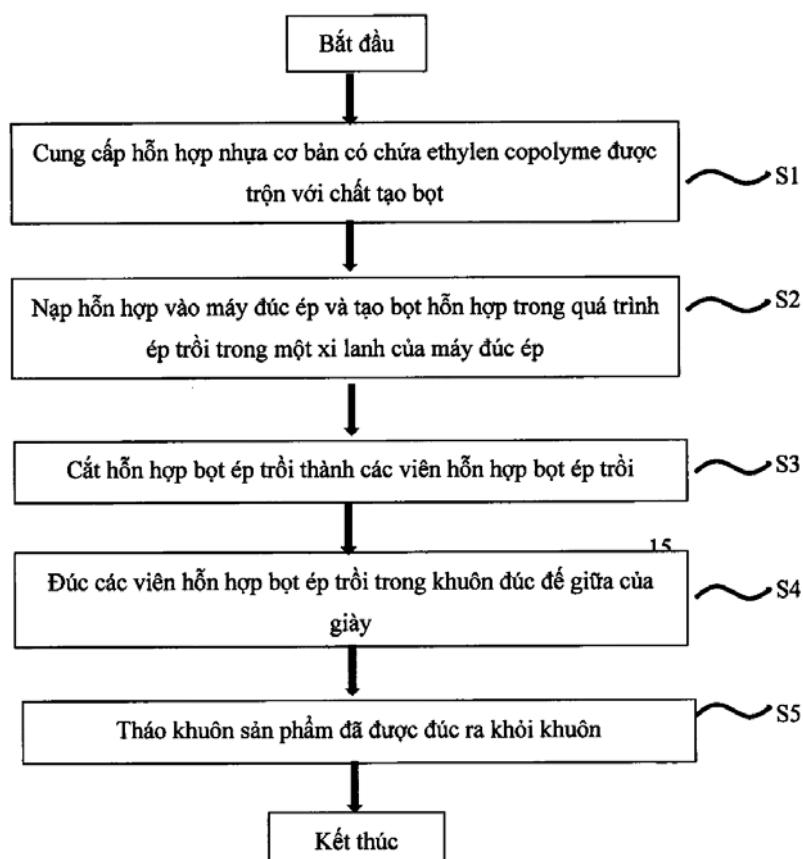 Bắt đầu
Cung cấp hỗn hợp nhựa cơ bản có chứa ethylen copolyme được
trộn với chất tạo bọt
S1
Nạp hỗn hợp vào máy đúc ép và tạo bọt hỗn hợp trong quá trình
ép trồi trong một xi lanh của máy đúc ép
S2
Cắt hỗn hợp bọt ép trồi thành các viên hỗn hợp bọt ép trồi
S3
15
Đúc các viên hỗn hợp bọt ép trồi trong khuôn đúc đế giữa của
giày
S4
Tháo khuôn sản phẩm đã được đúc ra khỏi khuôn
S5
Kết thúc